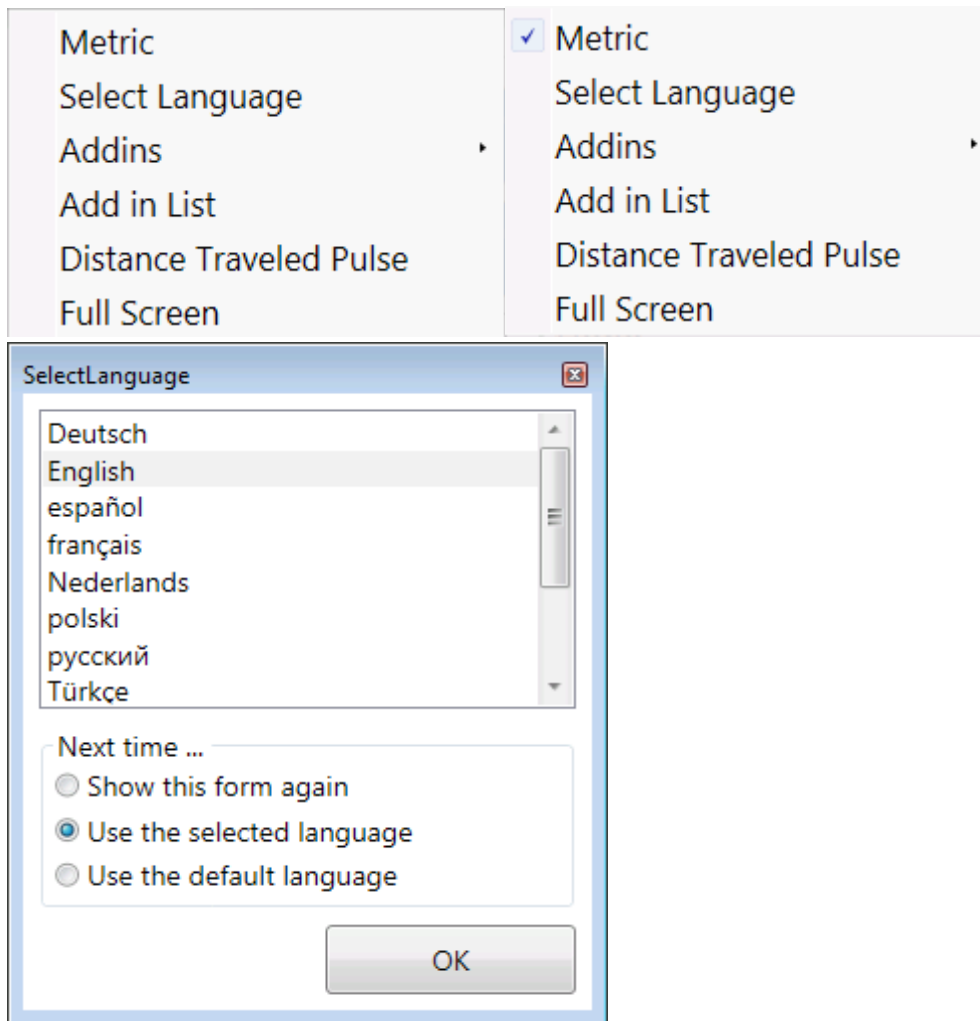 Metric
Select Language
Addins
Add in List
Distance Traveled Pulse
Full Screen
Metric
Select Language
Addins
Add in List
Distance Traveled Pulse
Full Screen
SelectLanguage
Deutsch
English
español
français
Nederlands
polski
русский
Türkçe
Next time ...
Show this form again
Use the selected language
Use the default language
OK